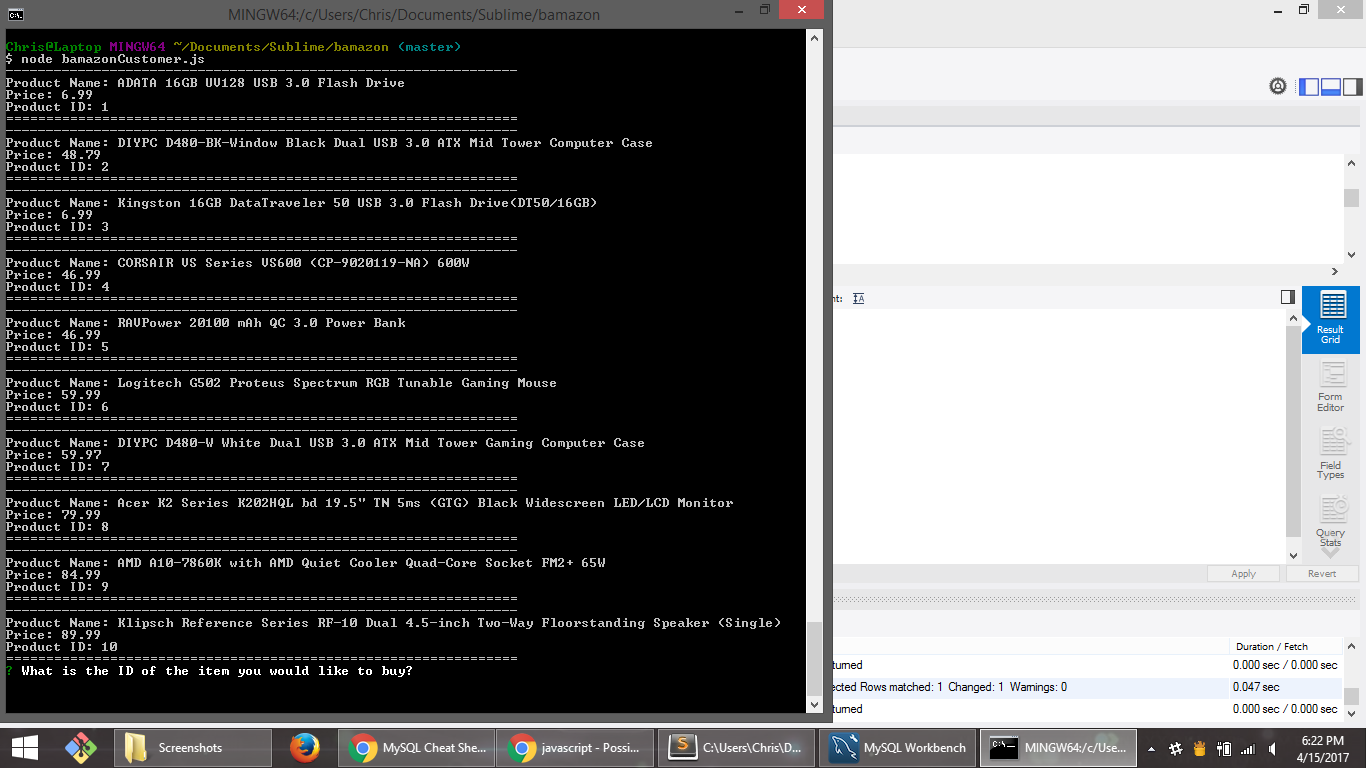 MINGW64:/c/Users/Chris/Documents/Sublime/bamazon
Chris@Laptop MINGW64 ~/Documents/Sublime/bamazon (master)
$ node bamazonCustomer.js
----------------------------------------------------------------
Product Name: ADATA 16GB UV128 USB 3.0 Flash Drive
Price: 6.99
Product ID: 1
================================================================
----------------------------------------------------------------
Product Name: DIYPC D480-BK-Window Black Dual USB 3.0 ATX Mid Tower Computer Case
Price: 48.79
Product ID: 2
================================================================
----------------------------------------------------------------
Product Name: Kingston 16GB DataTraveler 50 USB 3.0 Flash Drive(DT50/16GB)
Price: 6.99
Product ID: 3
================================================================
----------------------------------------------------------------
Product Name: CORSAIR VS Series VS600 (CP-9020119-NA) 600W
Price: 46.99
Product ID: 4
================================================================
----------------------------------------------------------------
Product Name: RAVPower 20100 mAh QC 3.0 Power Bank
Price: 46.99
Product ID: 5
================================================================
----------------------------------------------------------------
Product Name: Logitech G502 Proteus Spectrum RGB Tunable Gaming Mouse
Price: 59.99
Product ID: 6
================================================================
----------------------------------------------------------------
Product Name: DIYPC D480-W White Dual USB 3.0 ATX Mid Tower Gaming Computer Case
Price: 59.97
Product ID: 7
================================================================
----------------------------------------------------------------
Product Name: Acer K2 Series K202HQL bd 19.5" TN 5ms (GTG) Black Widescreen LED/LCD Monitor
Price: 79.99
Product ID: 8
================================================================
----------------------------------------------------------------
Product Name: AMD A10-7860K with AMD Quiet Cooler Quad-Core Socket FM2+ 65W
Price: 84.99
Product ID: 9
================================================================
----------------------------------------------------------------
Product Name: Klipsch Reference Series RF-10 Dual 4.5-inch Two-Way Floorstanding Speaker (Single)
Price: 89.99
Product ID: 10
================================================================
? What is the ID of the item you would like to buy?
nt:
Result
Grid
Form
Editor
Field
Types
Query
Stats
Apply Revert
Duration / Fetch
turned 0.000 sec / 0.000 sec
ected Rows matched: 1 Changed: 1 Warnings: 0 0.047 sec
turned 0.000 sec / 0.000 sec
Screenshots
MySQL Cheat She...
javascript - Possi...
C:\Users\Chris\D...
MySQL Workbench
MINGW64:/c/Use...
6:22 PM
4/15/2017